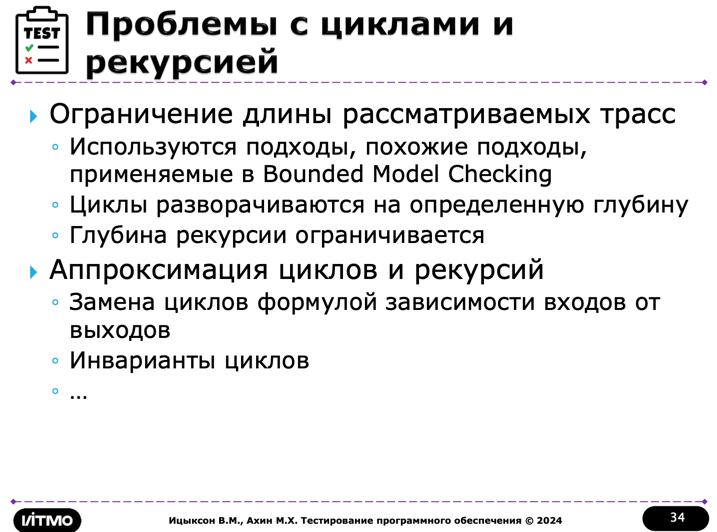 TEST
Проблемы с циклами и
рекурсией
Ограничение длины рассматриваемых трасс
Используются подходы, похожие подходы,
применяемые в Bounded Model Checking
Циклы разворачиваются на определенную глубину
Глубина рекурсии ограничивается
Аппроксимация циклов и рекурсий
Замена циклов формулой зависимости входов от
выходов
Инварианты циклов
...
ИТМО
Ицыксон В.М., Ахин М.Х. Тестирование программного обеспечения © 2024
34